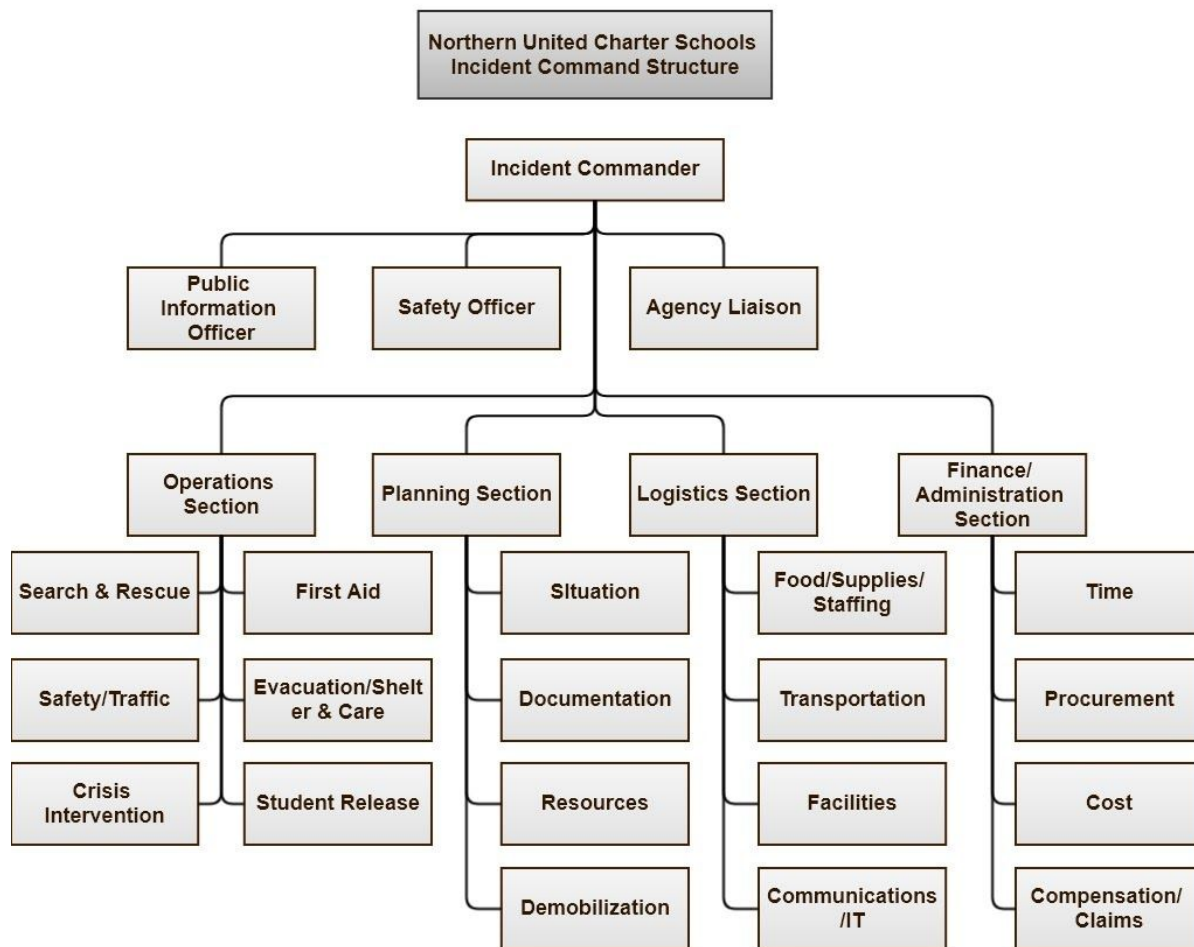 Northern United Charter Schools
Incident Command Structure
Incident Commander
Public
Information
Officer
Safety Officer
Agency Liaison
Operations
Section
Planning Section
Logistics Section
Finance/
Administration
Section
Search & Rescue
First Aid
SItuation
Food/Supplies/
Staffing
Time
Safety/Traffic
Evacuation/Shelt
er & Care
Documentation
Transportation
Procurement
Crisis
Intervention
Student Release
Resources
Facilities
Cost
Demobilization
Communications
/IT
Compensation/
Claims